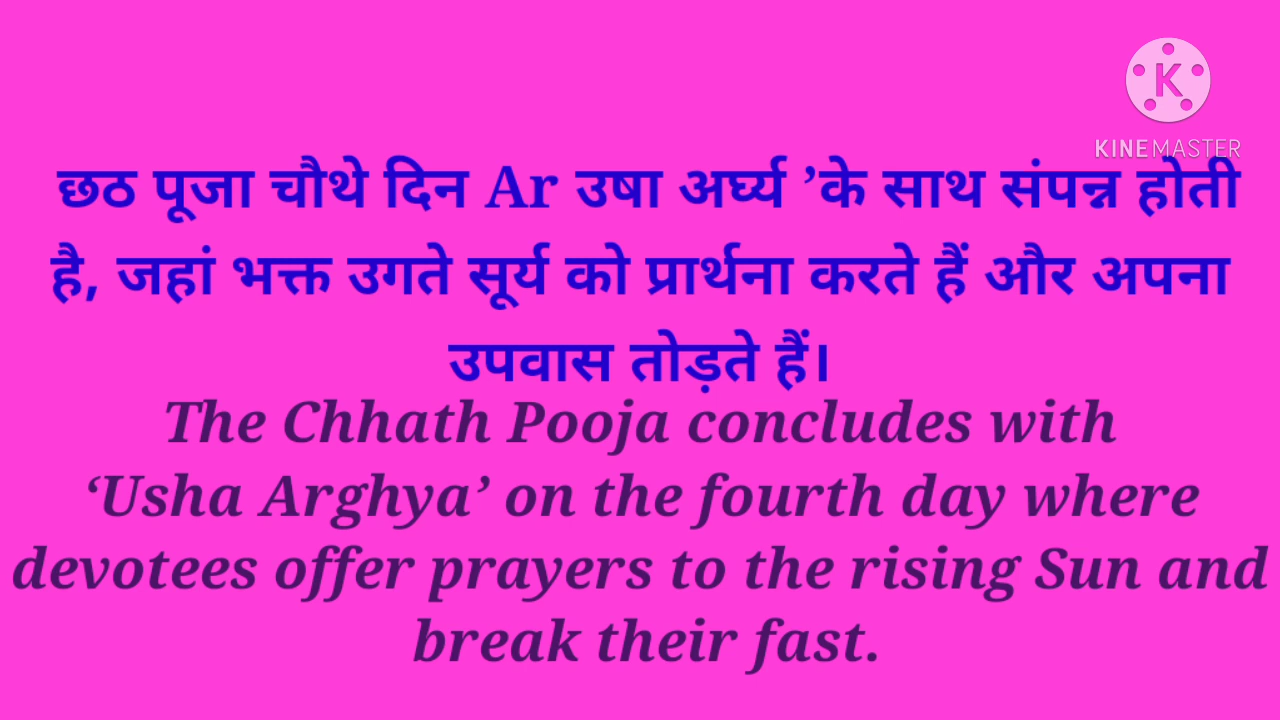 K
KINEMASTER
छठ पूजा चौथे दिन Ar उषा अर्घ्य ’के साथ संपन्न होती
है, जहां भक्त उगते सूर्य को प्रार्थना करते हैं और अपना
उपवास तोड़ते हैं।
The Chhath Pooja concludes with
‘Usha Arghya’ on the fourth day where
devotees offer prayers to the rising Sun and
break their fast.